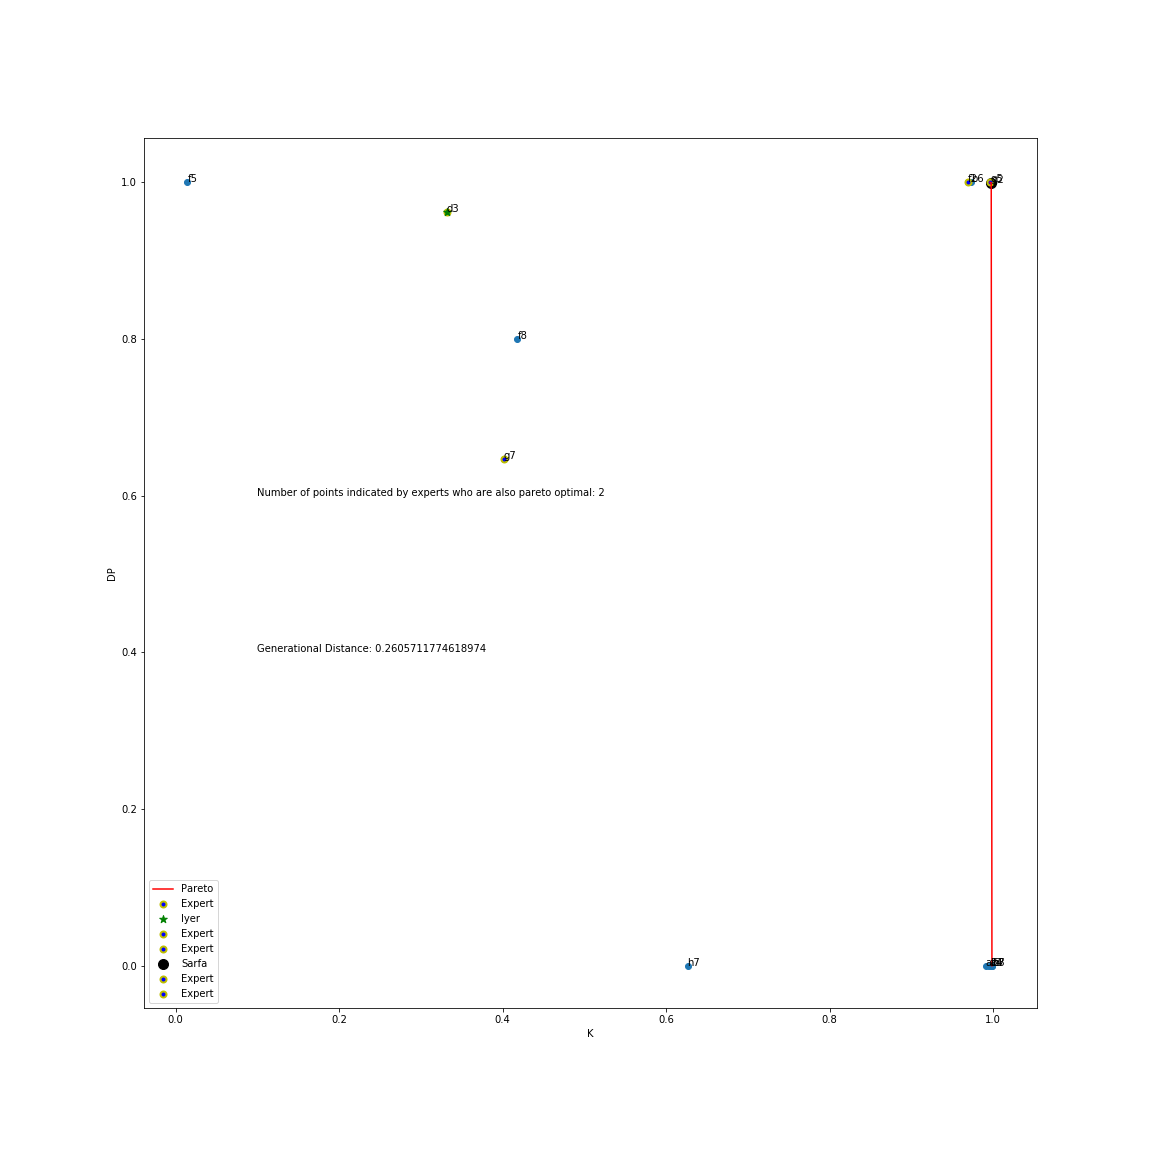 1.0
f5
d3
f8
0.8
g7
Number of points indicated by experts who are also pareto optimal: 2
0.6
DP
Generational Distance: 0.2605711774618974
0.4
0.2
Pareto
Expert
Iyer
Expert
Expert
Sarfa
Expert
Expert
0.0
h7
0.0
0.2
0.4
0.6
0.8
1.0
K